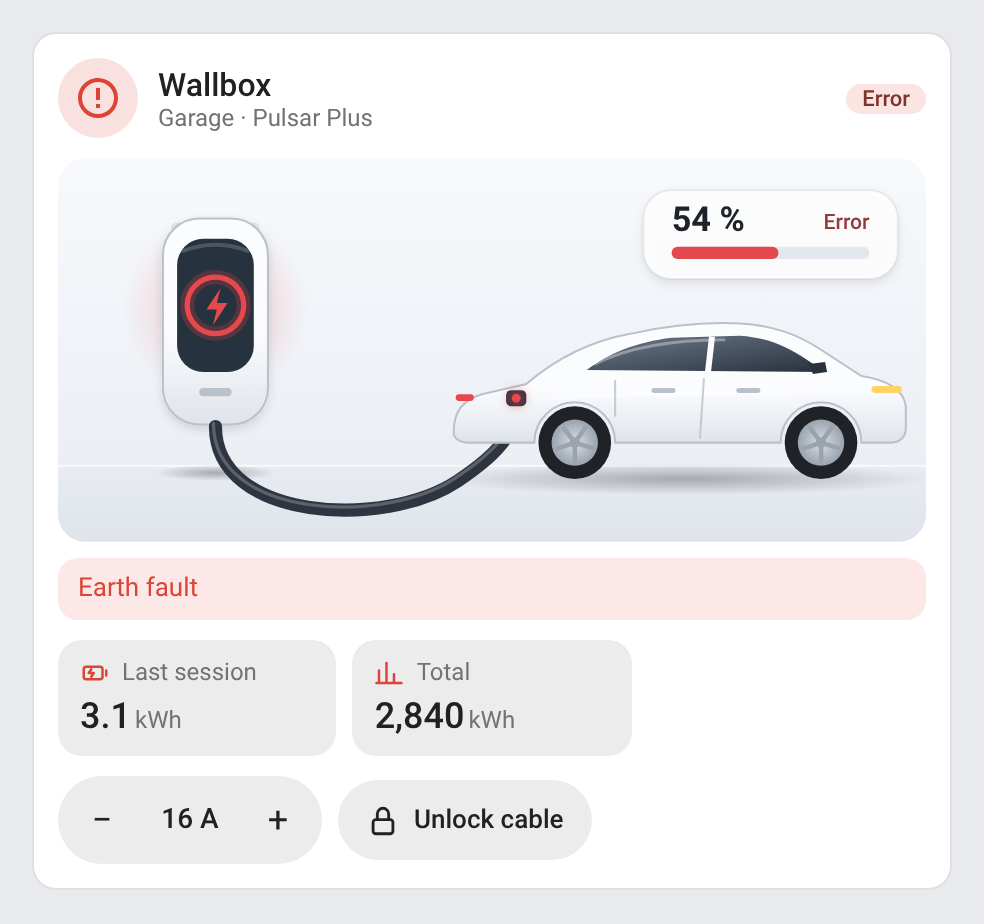 Wallbox
Garage · Pulsar Plus
Error
54 %
Error
Earth fault
Last session
3.1 kWh
Total
2,840 kWh
− 16 A +
Unlock cable